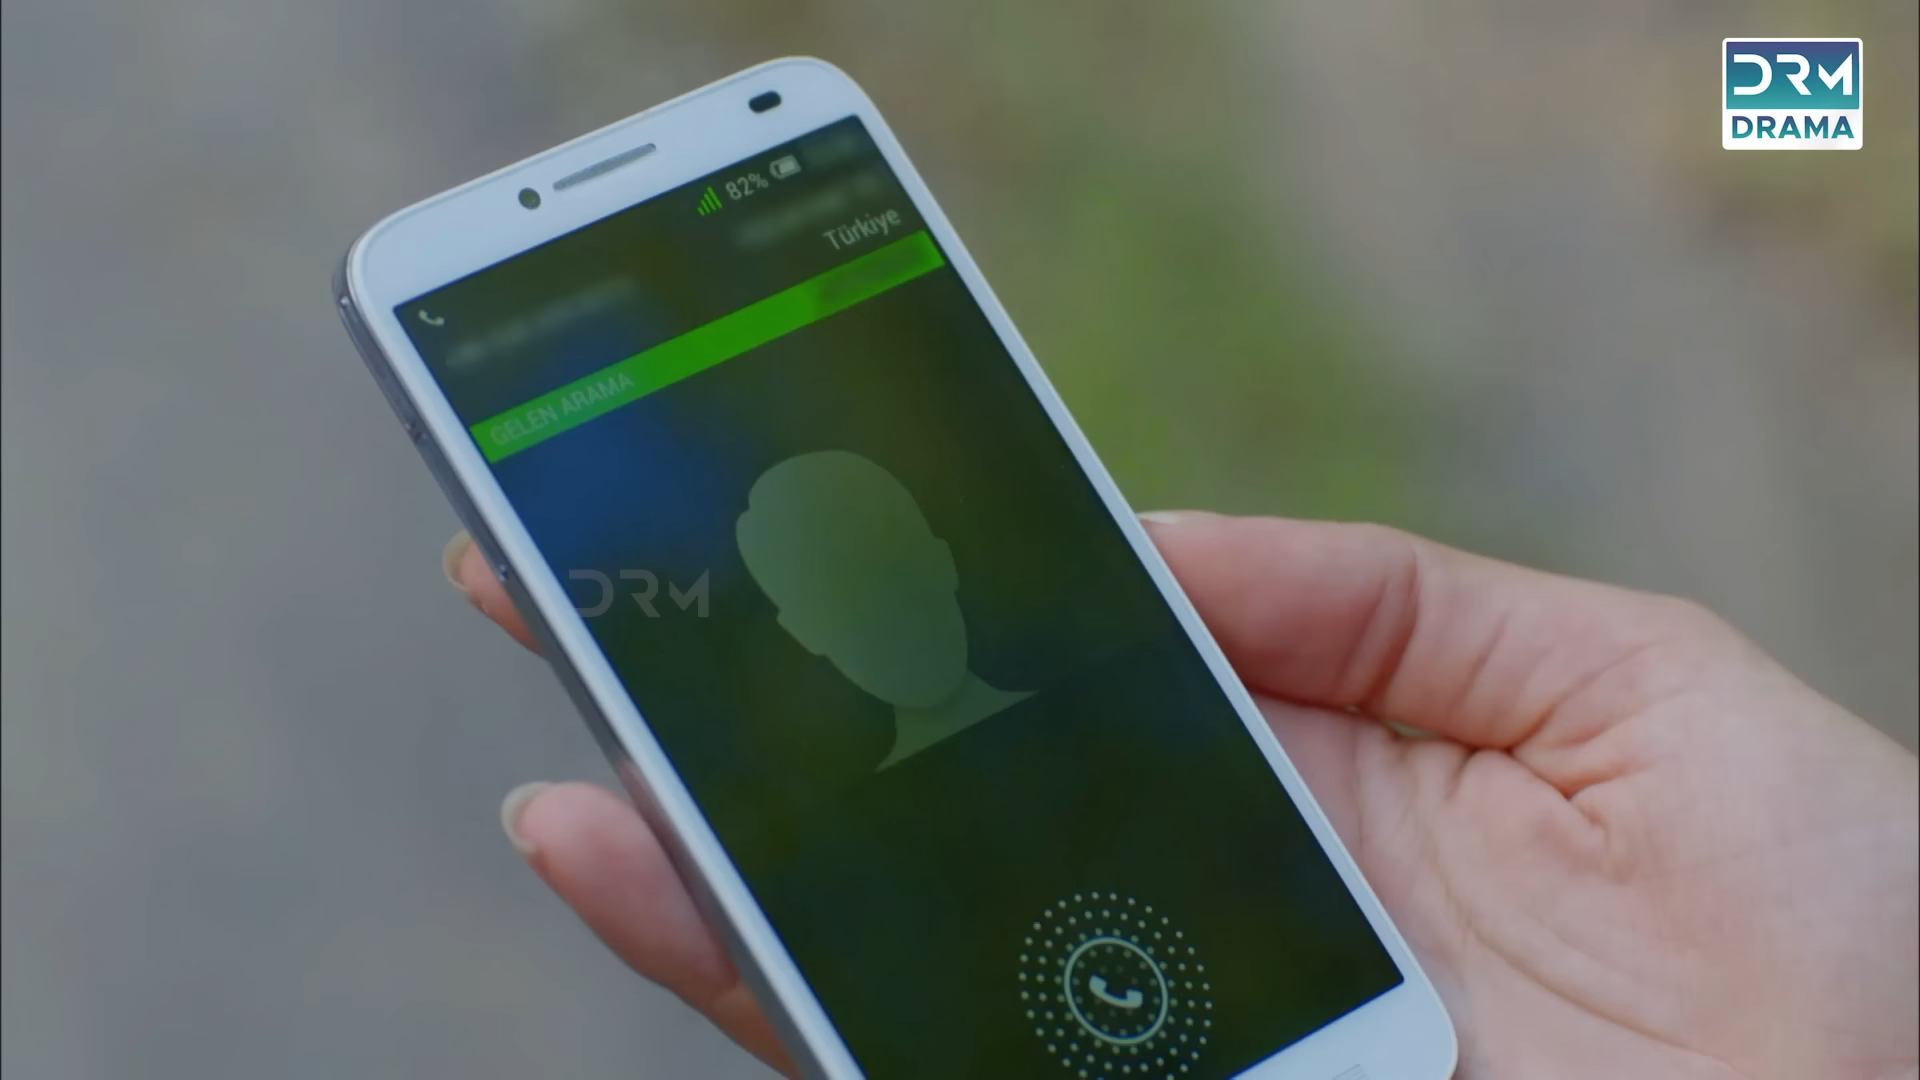 DRM
DRAMA
82%
Türkiye
GELEN ARAMA
DRM